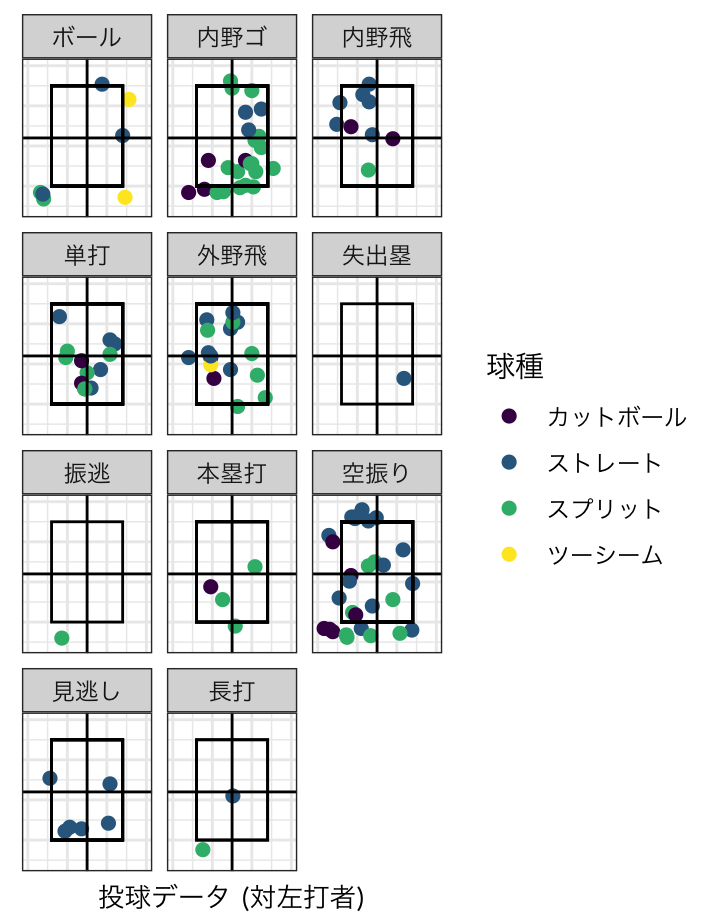 ボール
内野ゴ
内野飛
単打
外野飛
失出塁
振逃
本塁打
空振り
見逃し
長打
球種
カットボール
ストレート
スプリット
ツーシーム
投球データ (対左打者)